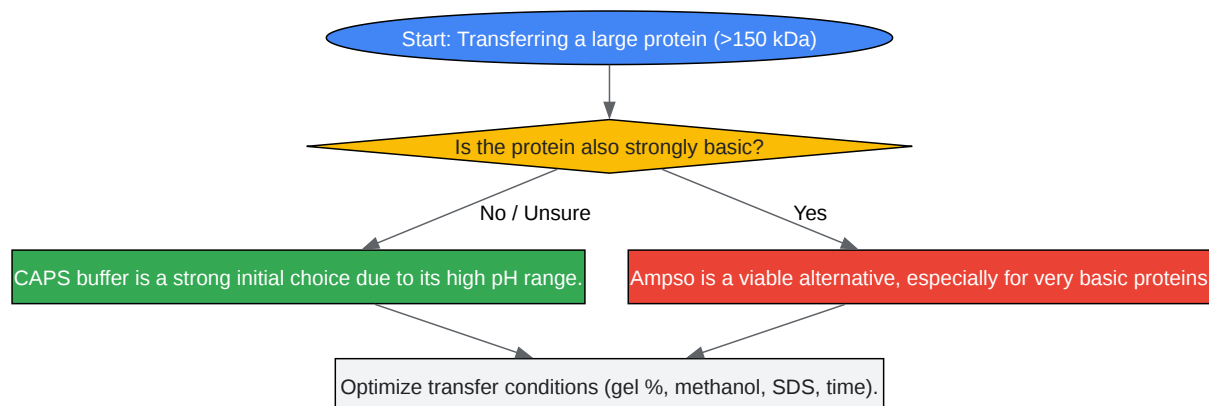 Start: Transferring a large protein (>150 kDa)
Is the protein also strongly basic?
No / Unsure
Yes
CAPS buffer is a strong initial choice due to its high pH range.
Ampso is a viable alternative, especially for very basic proteins
Optimize transfer conditions (gel %, methanol, SDS, time).